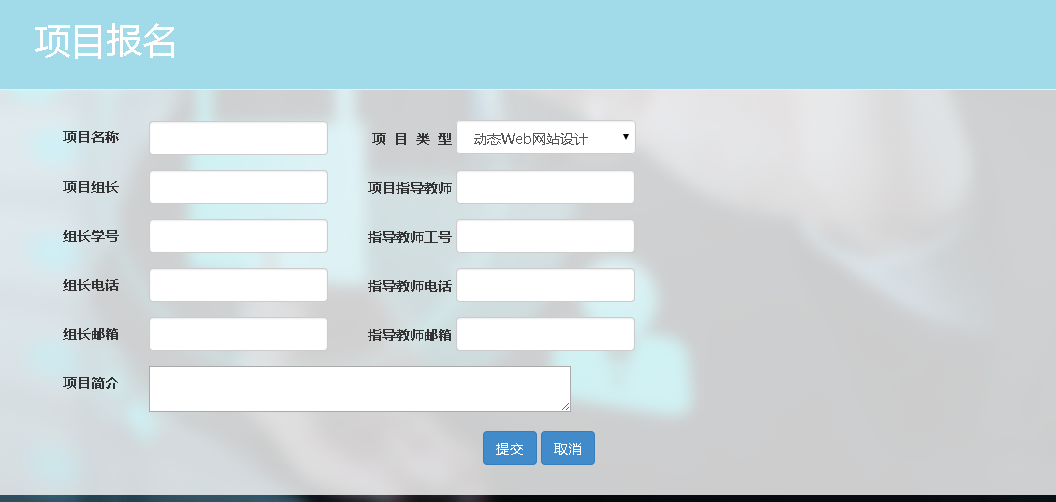 项目报名
项目名称 项 目 类 型 动态Web网站设计
项目组长 项目指导教师
组长学号 指导教师工号
组长电话 指导教师电话
组长邮箱 指导教师邮箱
项目简介
提交 取消